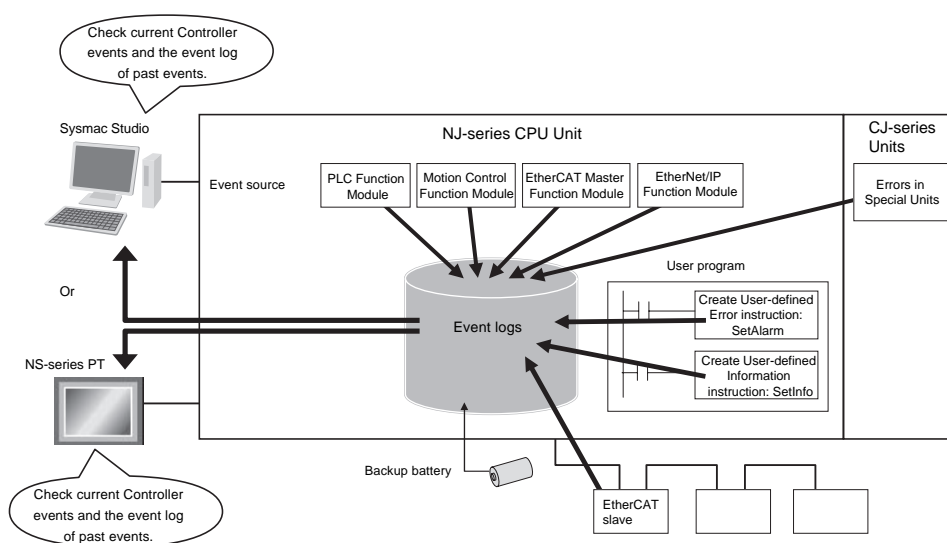 Check current Controller
events and the event log
of past events.
Sysmac Studio
NJ-series CPU Unit
CJ-series
Units
Event source
PLC Function
Module
Motion Control
Function Module
EtherCAT Master
Function Module
EtherNet/IP
Function Module
Errors in
Special Units
User program
Or
Event logs
Create User-defined
Error instruction:
SetAlarm
NS-series PT
Create User-defined
Information
instruction: SetInfo
Backup battery
Check current Controller
events and the event log
of past events.
EtherCAT
slave